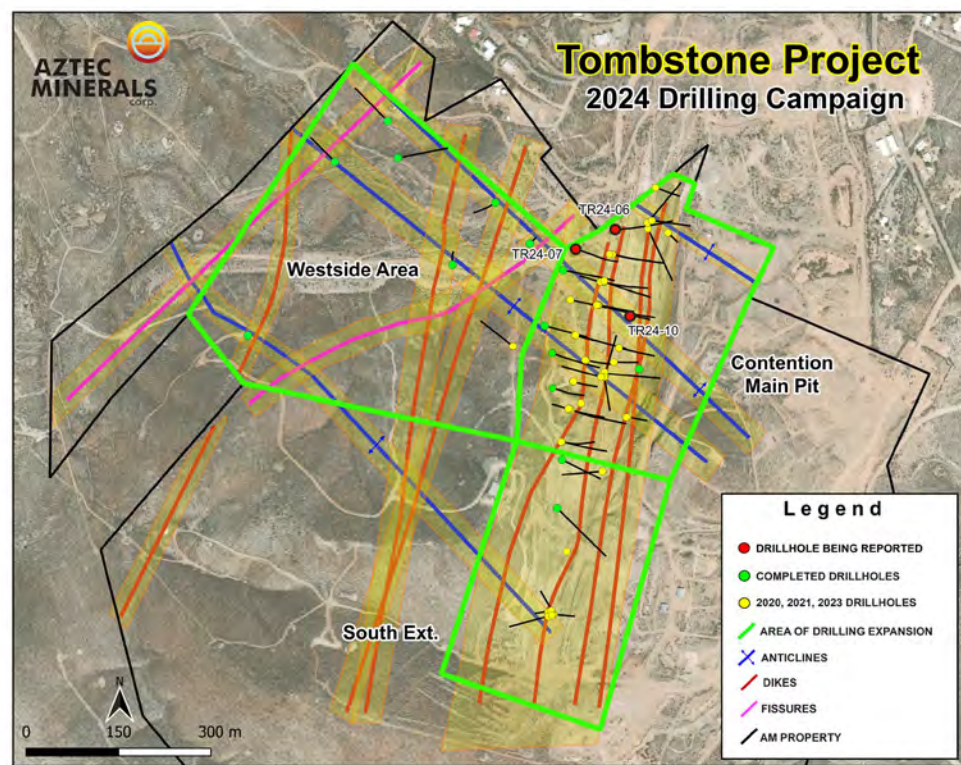 AZTEC
MINERALS
corp.
Tombstone Project
2024 Drilling Campaign
TR24-06
TR24-07
Westside Area
TR24-10
Contention
Main Pit
South Ext.
N
0 150 300 m
Legend
DRILLHOLE BEING REPORTED
COMPLETED DRILLHOLES
2020, 2021, 2023 DRILLHOLES
AREA OF DRILLING EXPANSION
ANTICLINES
DIKES
FISSURES
AM PROPERTY